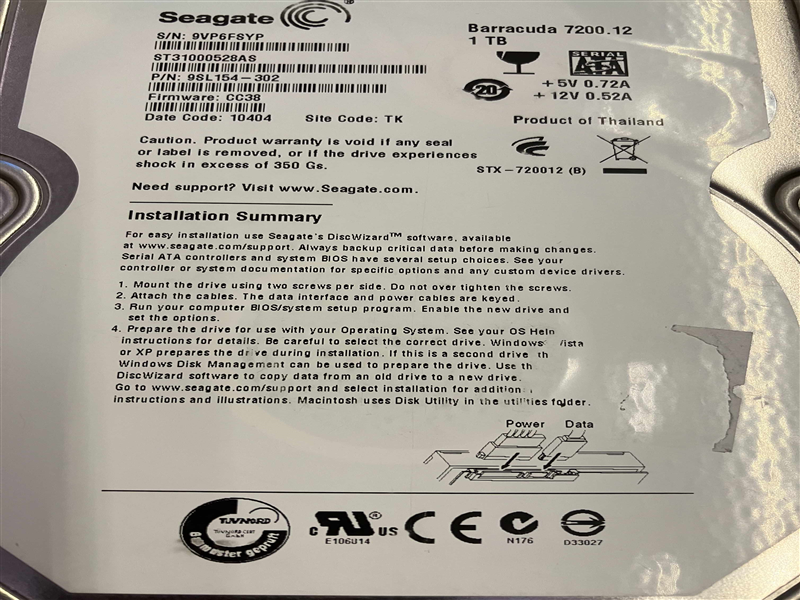 Seagate
S/N: 9VP6FSYP
ST31000528AS
P/N: 9SL154-302
Firmware: CC38
Date Code: 10404 Site Code: TK
Barracuda 7200.12
1 TB
SERIAL
ATA
20
+5V 0.72A
+12V 0.52A
Product of Thailand
STX-720012 (B)
Caution. Product warranty is void if any seal
or label is removed, or if the drive experiences
shock in excess of 350 Gs.
Need support? Visit www.Seagate.com.
Installation Summary
For easy installation use Seagate's DiscWizard™ software, available
at www.seagate.com/support. Always backup critical data before making changes.
Serial ATA controllers and system BIOS have several setup choices. See your
controller or system documentation for specific options and any custom device drivers.
1. Mount the drive using two screws per side. Do not over tighten the screws.
2. Attach the cables. The data interface and power cables are keyed.
3. Run your computer BIOS/system setup program. Enable the new drive and
set the options.
4. Prepare the drive for use with your Operating System. See your OS Help
instructions for details. Be careful to select the correct drive. Windows Vista
or XP prepares the drive during installation. If this is a second drive th
Windows Disk Management can be used to prepare the drive. Use th
DiscWizard software to copy data from an old drive to a new drive.
Go to www.seagate.com/support and select installation for addition
instructions and illustrations. Macintosh uses Disk Utility in the utilities folder.
Power Data
TUVNORD
TUVNORD CERT
GmbH
Baumuster geprüft
c RU ® US
E106014
CE
N176
D33027